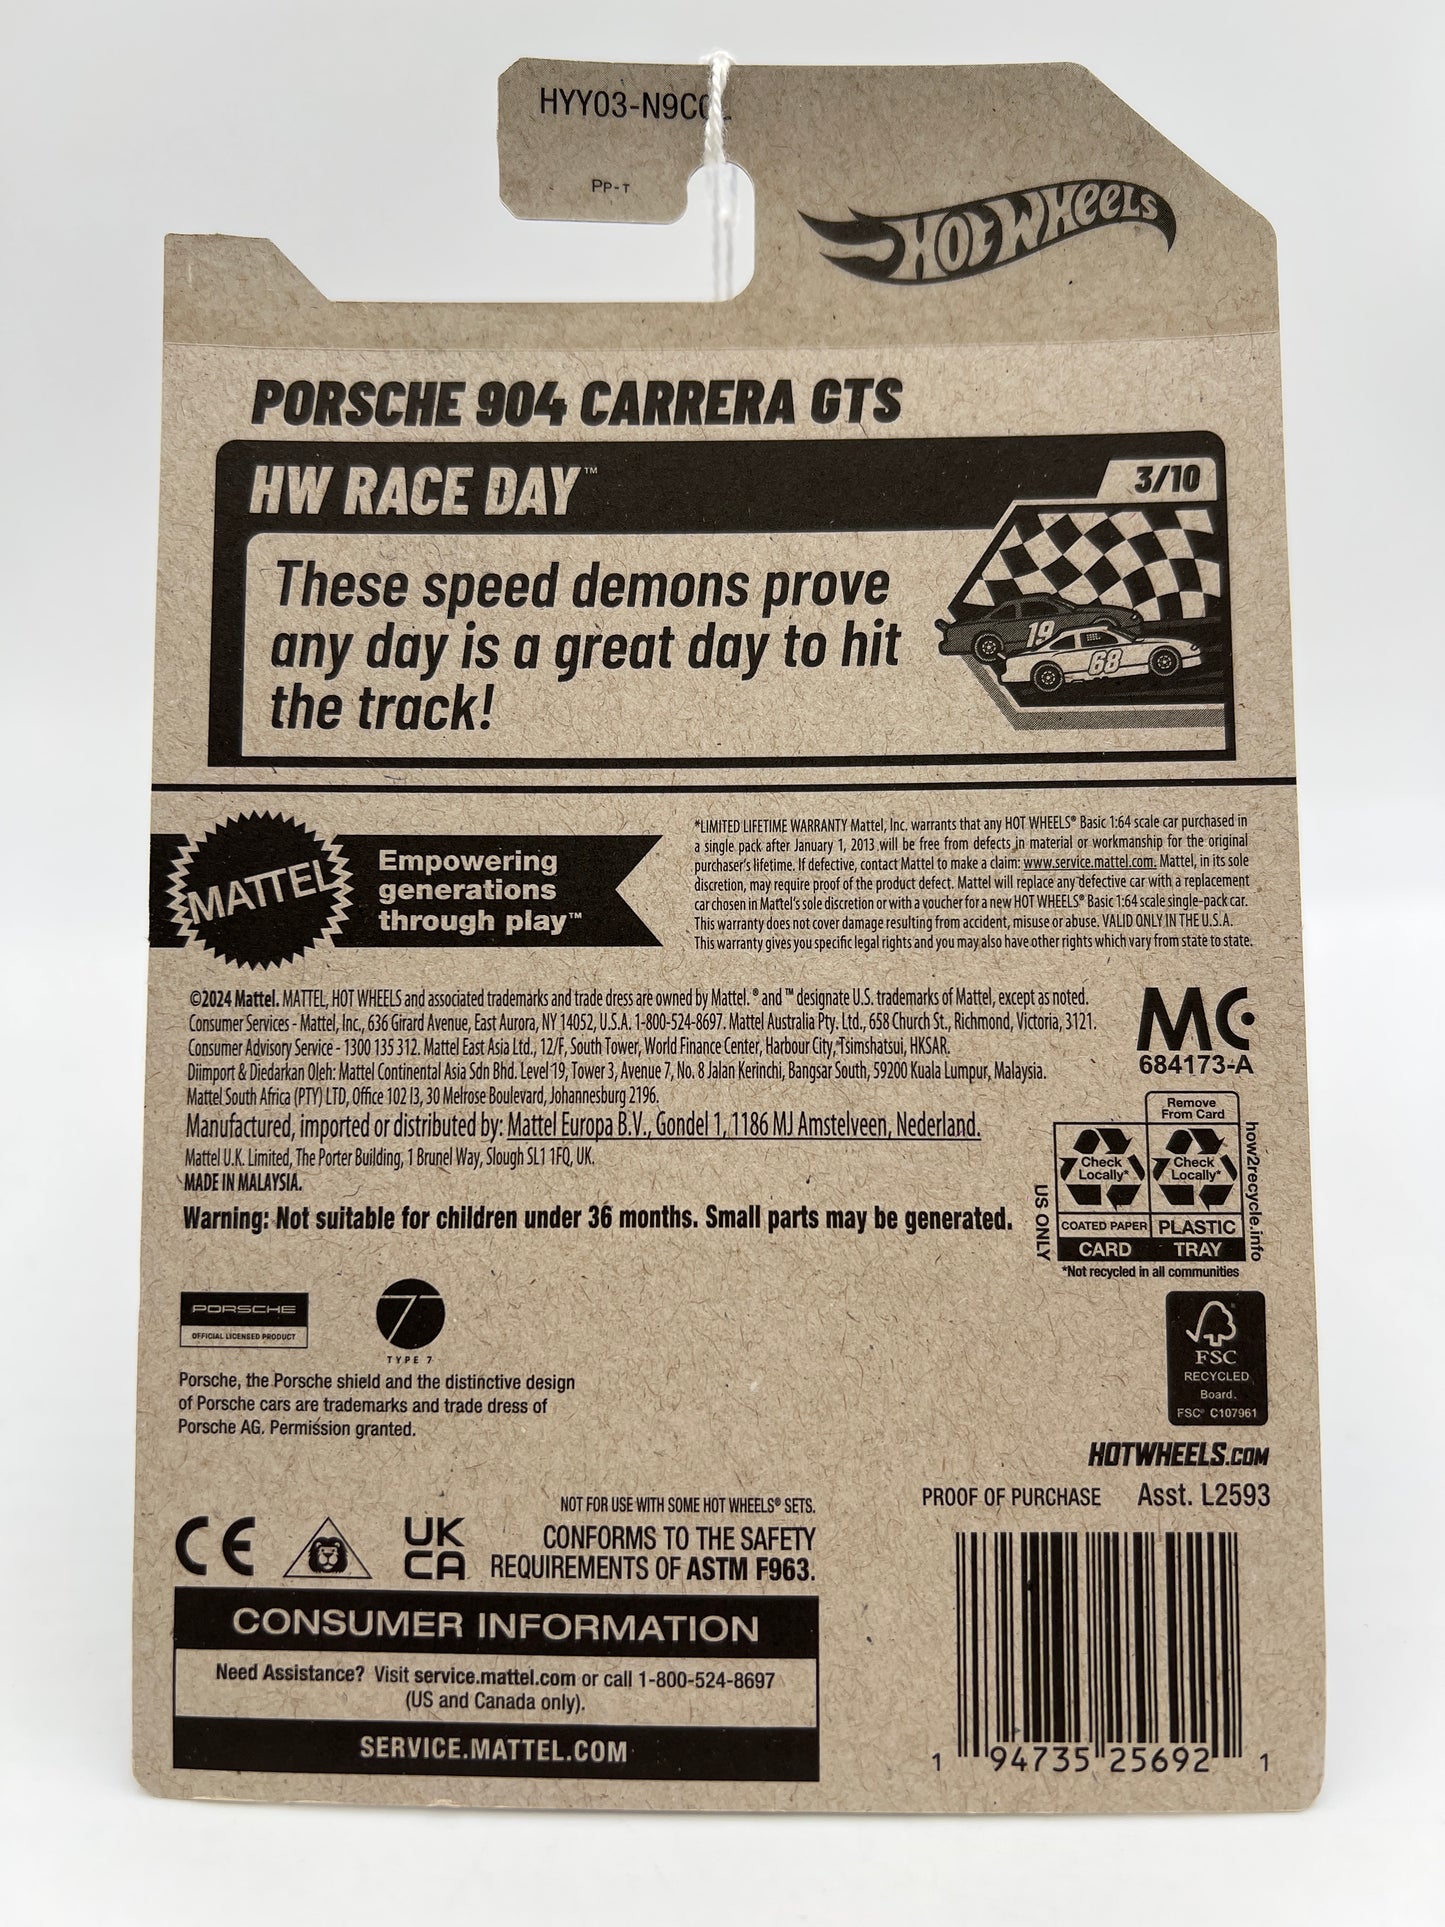 HYY03-N9C
PP-T
HOT WHEELS
PORSCHE 904 CARRERA GTS
HW RACE DAY™
3/10
These speed demons prove
any day is a great day to hit
the track!
19
68
MATTEL
Empowering
generations
through play™
*LIMITED LIFETIME WARRANTY Mattel, Inc. warrants that any HOT WHEELS® Basic 1:64 scale car purchased in
a single pack after January 1, 2013 will be free from defects in material or workmanship for the original
purchaser's lifetime. If defective, contact Mattel to make a claim: www.service.mattel.com. Mattel, in its sole
discretion, may require proof of the product defect. Mattel will replace any defective car with a replacement
car chosen in Mattel's sole discretion or with a voucher for a new HOT WHEELS® Basic 1:64 scale single-pack car.
This warranty does not cover damage resulting from accident, misuse or abuse. VALID ONLY IN THE U.S.A.
This warranty gives you specific legal rights and you may also have other rights which vary from state to state.
©2024 Mattel. MATTEL, HOT WHEELS and associated trademarks and trade dress are owned by Mattel. ® and ™ designate U.S. trademarks of Mattel, except as noted.
Consumer Services - Mattel, Inc., 636 Girard Avenue, East Aurora, NY 14052, U.S.A. 1-800-524-8697. Mattel Australia Pty. Ltd., 658 Church St., Richmond, Victoria, 3121.
Consumer Advisory Service - 1300 135 312. Mattel East Asia Ltd., 12/F, South Tower, World Finance Center, Harbour City, Tsimshatsui, HKSAR.
Diimport & Diedarkan Oleh: Mattel Continental Asia Sdn Bhd. Level 19, Tower 3, Avenue 7, No. 8 Jalan Kerinchi, Bangsar South, 59200 Kuala Lumpur, Malaysia.
Mattel South Africa (PTY) LTD, Office 102 I3, 30 Melrose Boulevard, Johannesburg 2196.
Manufactured, imported or distributed by: Mattel Europa B.V., Gondel 1, 1186 MJ Amstelveen, Nederland.
Mattel U.K. Limited, The Porter Building, 1 Brunel Way, Slough SL1 1FQ, UK.
MADE IN MALAYSIA.
Warning: Not suitable for children under 36 months. Small parts may be generated.
MC
684173-A
Remove
From Card
Check
Locally*
Check
Locally*
COATED PAPER
PLASTIC
CARD
TRAY
US ONLY
how2recycle.info
*Not recycled in all communities
PORSCHE
OFFICIAL LICENSED PRODUCT
7
TYPE 7
Porsche, the Porsche shield and the distinctive design
of Porsche cars are trademarks and trade dress of
Porsche AG. Permission granted.
FSC
RECYCLED
Board.
FSC® C107961
HOTWHEELS.COM
PROOF OF PURCHASE Asst. L2593
NOT FOR USE WITH SOME HOT WHEELS® SETS.
CE
UK
CA
CONFORMS TO THE SAFETY
REQUIREMENTS OF ASTM F963.
CONSUMER INFORMATION
Need Assistance? Visit service.mattel.com or call 1-800-524-8697
(US and Canada only).
SERVICE.MATTEL.COM
1 94735 25692 1